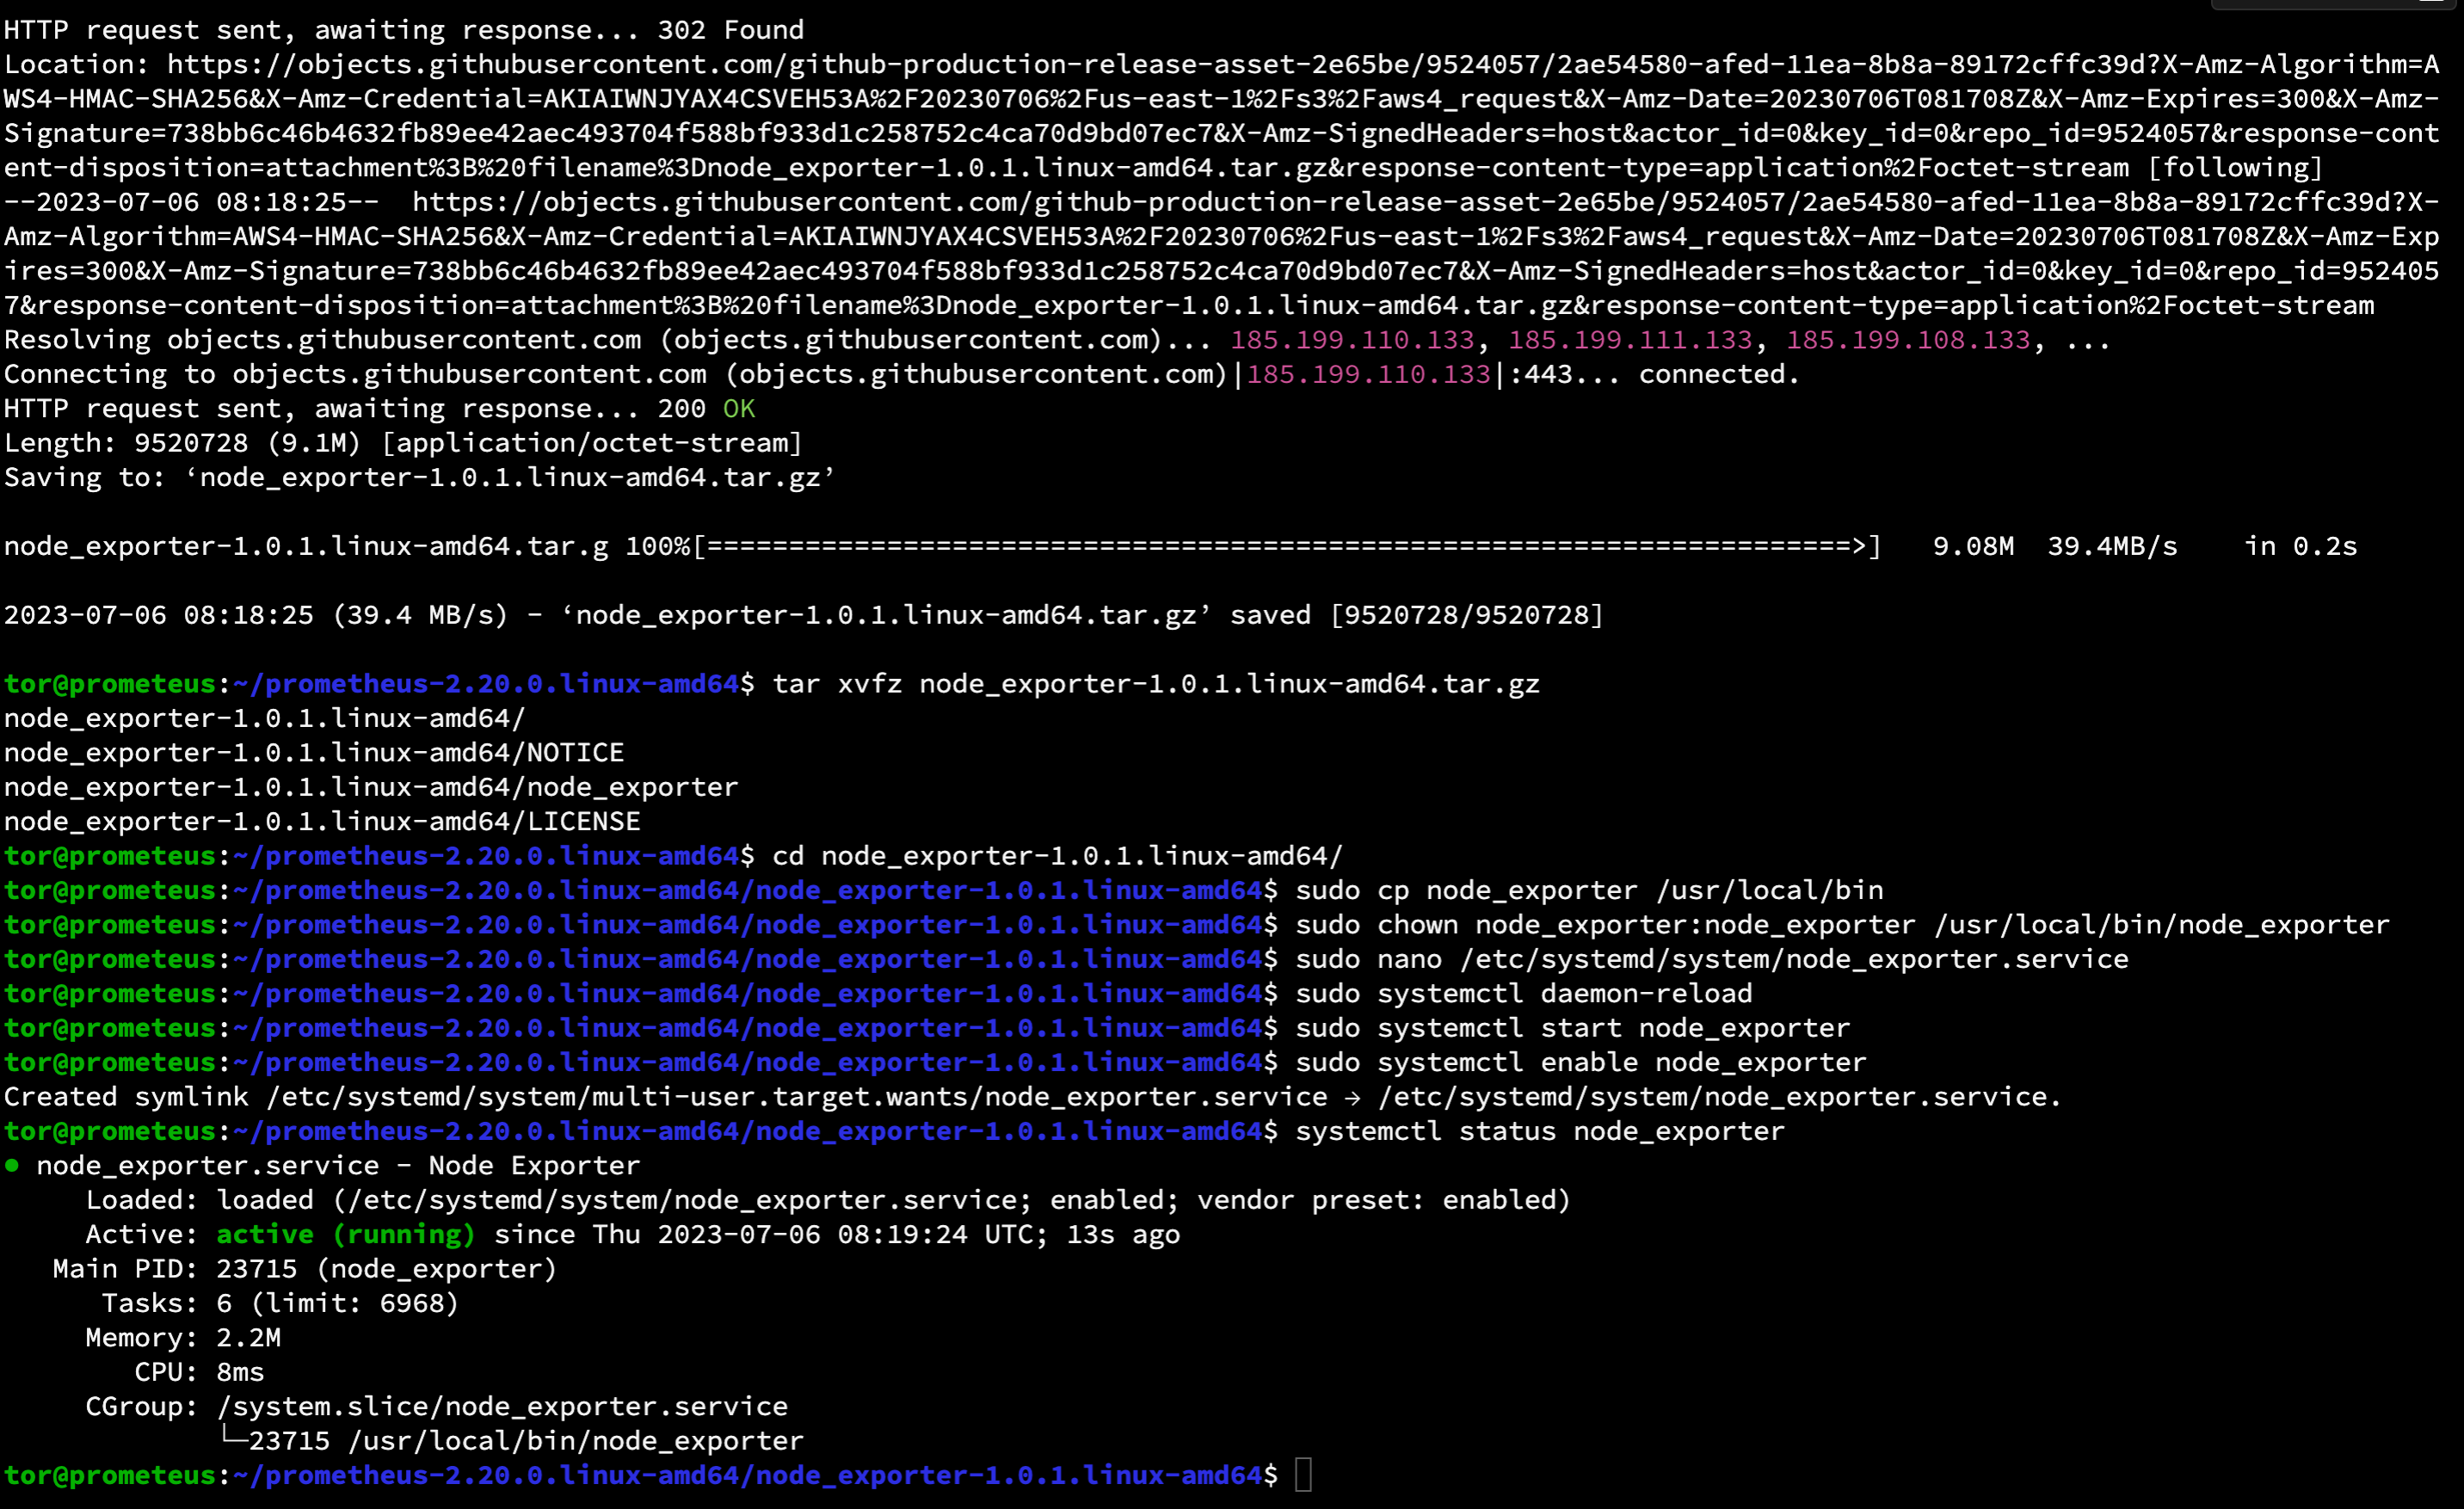 HTTP request sent, awaiting response... 302 Found
Location: https://objects.githubusercontent.com/github-production-release-asset-2e65be/9524057/2ae54580-afed-11ea-8b8a-89172cffc39d?X-Amz-Algorithm=A
WS4-HMAC-SHA256&X-Amz-Credential=AKIAIWNJYAX4CSVEH53A%2F20230706%2Fus-east-1%2Fs3%2Faws4_request&X-Amz-Date=20230706T081708Z&X-Amz-Expires=300&X-Amz-
Signature=738bb6c46b4632fb89ee42aec493704f588bf933d1c258752c4ca70d9bd07ec7&X-Amz-SignedHeaders=host&actor_id=0&key_id=0&repo_id=9524057&response-cont
ent-disposition=attachment%3B%20filename%3Dnode_exporter-1.0.1.linux-amd64.tar.gz&response-content-type=application%2Foctet-stream [following]
--2023-07-06 08:18:25--  https://objects.githubusercontent.com/github-production-release-asset-2e65be/9524057/2ae54580-afed-11ea-8b8a-89172cffc39d?X-
Amz-Algorithm=AWS4-HMAC-SHA256&X-Amz-Credential=AKIAIWNJYAX4CSVEH53A%2F20230706%2Fus-east-1%2Fs3%2Faws4_request&X-Amz-Date=20230706T081708Z&X-Amz-Exp
ires=300&X-Amz-Signature=738bb6c46b4632fb89ee42aec493704f588bf933d1c258752c4ca70d9bd07ec7&X-Amz-SignedHeaders=host&actor_id=0&key_id=0&repo_id=952405
7&response-content-disposition=attachment%3B%20filename%3Dnode_exporter-1.0.1.linux-amd64.tar.gz&response-content-type=application%2Foctet-stream
Resolving objects.githubusercontent.com (objects.githubusercontent.com)... 185.199.110.133, 185.199.111.133, 185.199.108.133, ...
Connecting to objects.githubusercontent.com (objects.githubusercontent.com)|185.199.110.133|:443... connected.
HTTP request sent, awaiting response... 200 OK
Length: 9520728 (9.1M) [application/octet-stream]
Saving to: ‘node_exporter-1.0.1.linux-amd64.tar.gz’
node_exporter-1.0.1.linux-amd64.tar.g 100%[======================================================================>]   9.08M  39.4MB/s    in 0.2s
2023-07-06 08:18:25 (39.4 MB/s) - ‘node_exporter-1.0.1.linux-amd64.tar.gz’ saved [9520728/9520728]
tor@prometeus:~/prometheus-2.20.0.linux-amd64$ tar xvfz node_exporter-1.0.1.linux-amd64.tar.gz
node_exporter-1.0.1.linux-amd64/
node_exporter-1.0.1.linux-amd64/NOTICE
node_exporter-1.0.1.linux-amd64/node_exporter
node_exporter-1.0.1.linux-amd64/LICENSE
tor@prometeus:~/prometheus-2.20.0.linux-amd64$ cd node_exporter-1.0.1.linux-amd64/
tor@prometeus:~/prometheus-2.20.0.linux-amd64/node_exporter-1.0.1.linux-amd64$ sudo cp node_exporter /usr/local/bin
tor@prometeus:~/prometheus-2.20.0.linux-amd64/node_exporter-1.0.1.linux-amd64$ sudo chown node_exporter:node_exporter /usr/local/bin/node_exporter
tor@prometeus:~/prometheus-2.20.0.linux-amd64/node_exporter-1.0.1.linux-amd64$ sudo nano /etc/systemd/system/node_exporter.service
tor@prometeus:~/prometheus-2.20.0.linux-amd64/node_exporter-1.0.1.linux-amd64$ sudo systemctl daemon-reload
tor@prometeus:~/prometheus-2.20.0.linux-amd64/node_exporter-1.0.1.linux-amd64$ sudo systemctl start node_exporter
tor@prometeus:~/prometheus-2.20.0.linux-amd64/node_exporter-1.0.1.linux-amd64$ sudo systemctl enable node_exporter
Created symlink /etc/systemd/system/multi-user.target.wants/node_exporter.service → /etc/systemd/system/node_exporter.service.
tor@prometeus:~/prometheus-2.20.0.linux-amd64/node_exporter-1.0.1.linux-amd64$ systemctl status node_exporter
● node_exporter.service - Node Exporter
     Loaded: loaded (/etc/systemd/system/node_exporter.service; enabled; vendor preset: enabled)
     Active: active (running) since Thu 2023-07-06 08:19:24 UTC; 13s ago
   Main PID: 23715 (node_exporter)
      Tasks: 6 (limit: 6968)
     Memory: 2.2M
        CPU: 8ms
     CGroup: /system.slice/node_exporter.service
             └─23715 /usr/local/bin/node_exporter
tor@prometeus:~/prometheus-2.20.0.linux-amd64/node_exporter-1.0.1.linux-amd64$